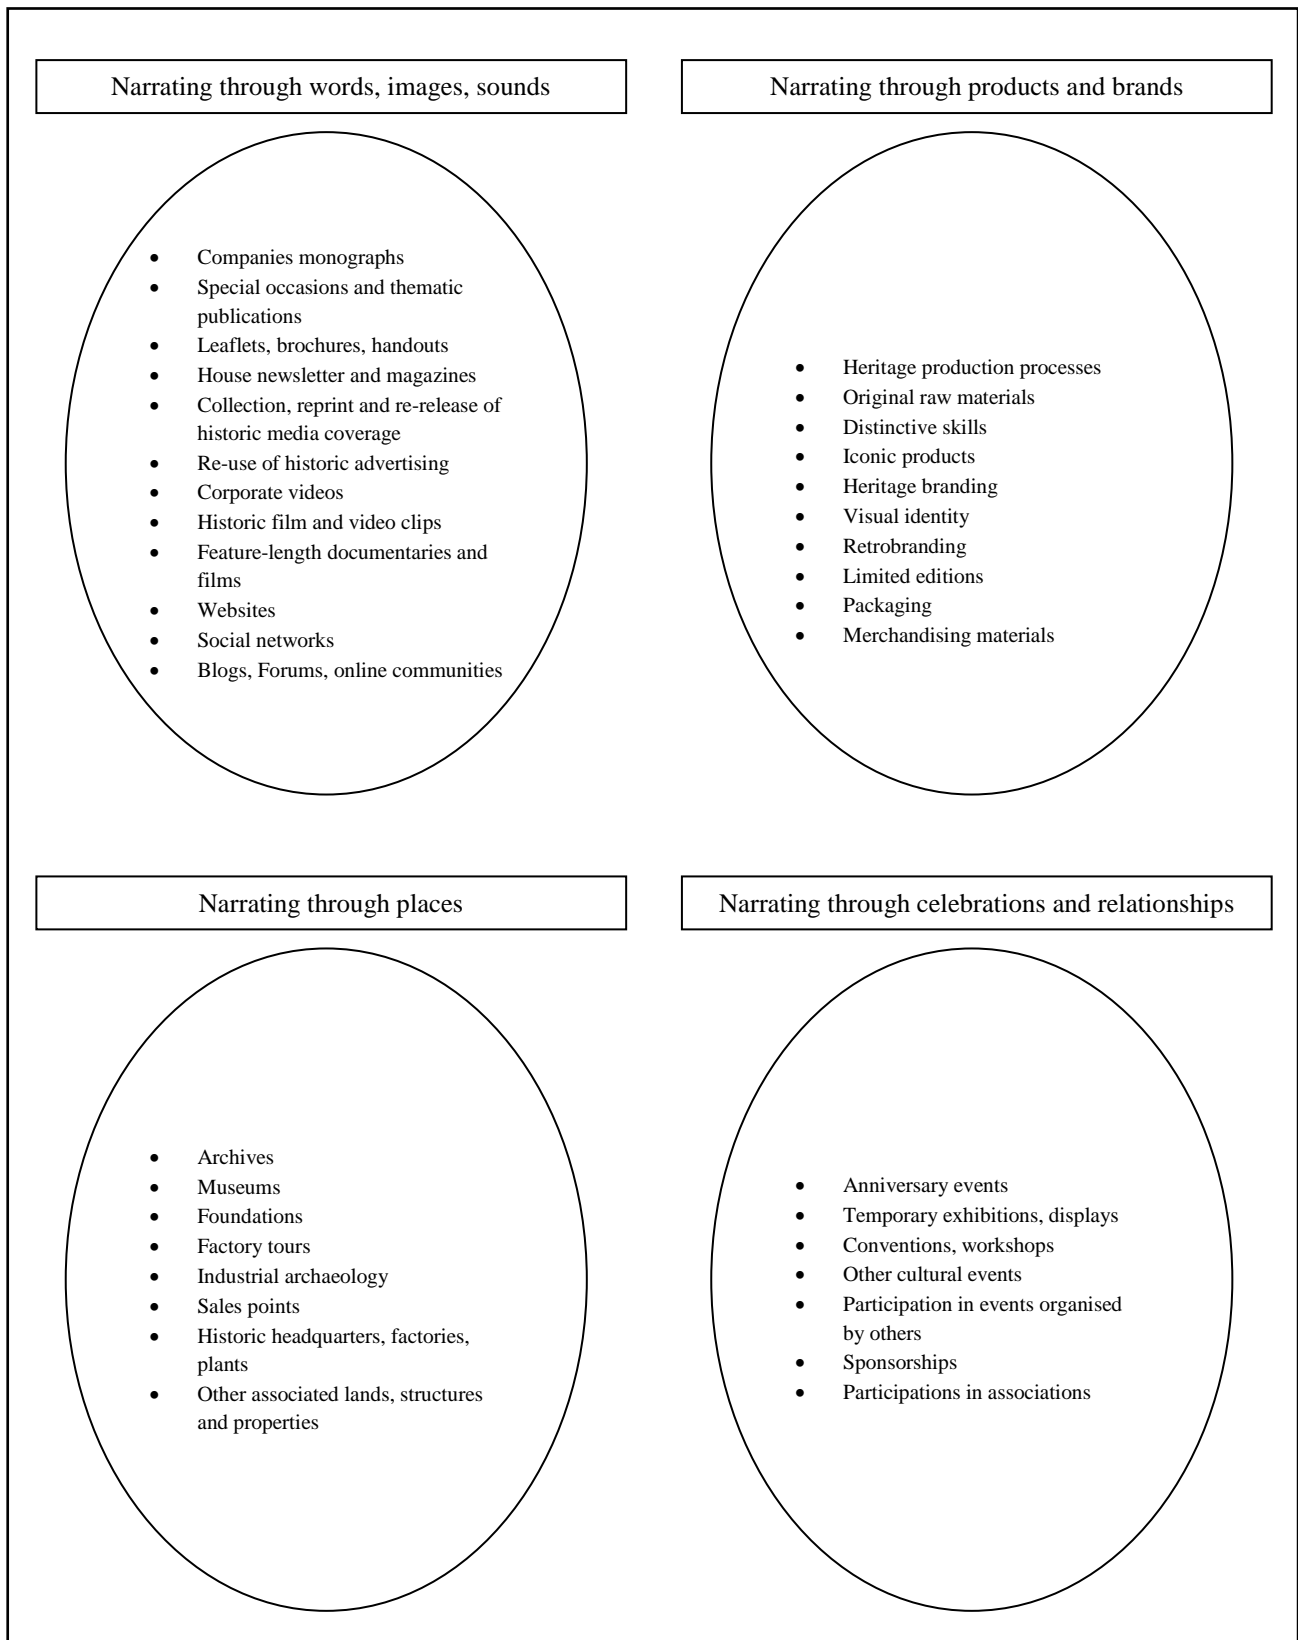 Narrating through words, images, sounds
• Companies monographs
• Special occasions and thematic
publications
• Leaflets, brochures, handouts
• House newsletter and magazines
• Collection, reprint and re-release of
historic media coverage
• Re-use of historic advertising
• Corporate videos
• Historic film and video clips
• Feature-length documentaries and
films
• Websites
• Social networks
• Blogs, Forums, online communities
Narrating through products and brands
• Heritage production processes
• Original raw materials
• Distinctive skills
• Iconic products
• Heritage branding
• Visual identity
• Retrobranding
• Limited editions
• Packaging
• Merchandising materials
Narrating through places
• Archives
• Museums
• Foundations
• Factory tours
• Industrial archaeology
• Sales points
• Historic headquarters, factories,
plants
• Other associated lands, structures
and properties
Narrating through celebrations and relationships
• Anniversary events
• Temporary exhibitions, displays
• Conventions, workshops
• Other cultural events
• Participation in events organised
by others
• Sponsorships
• Participations in associations